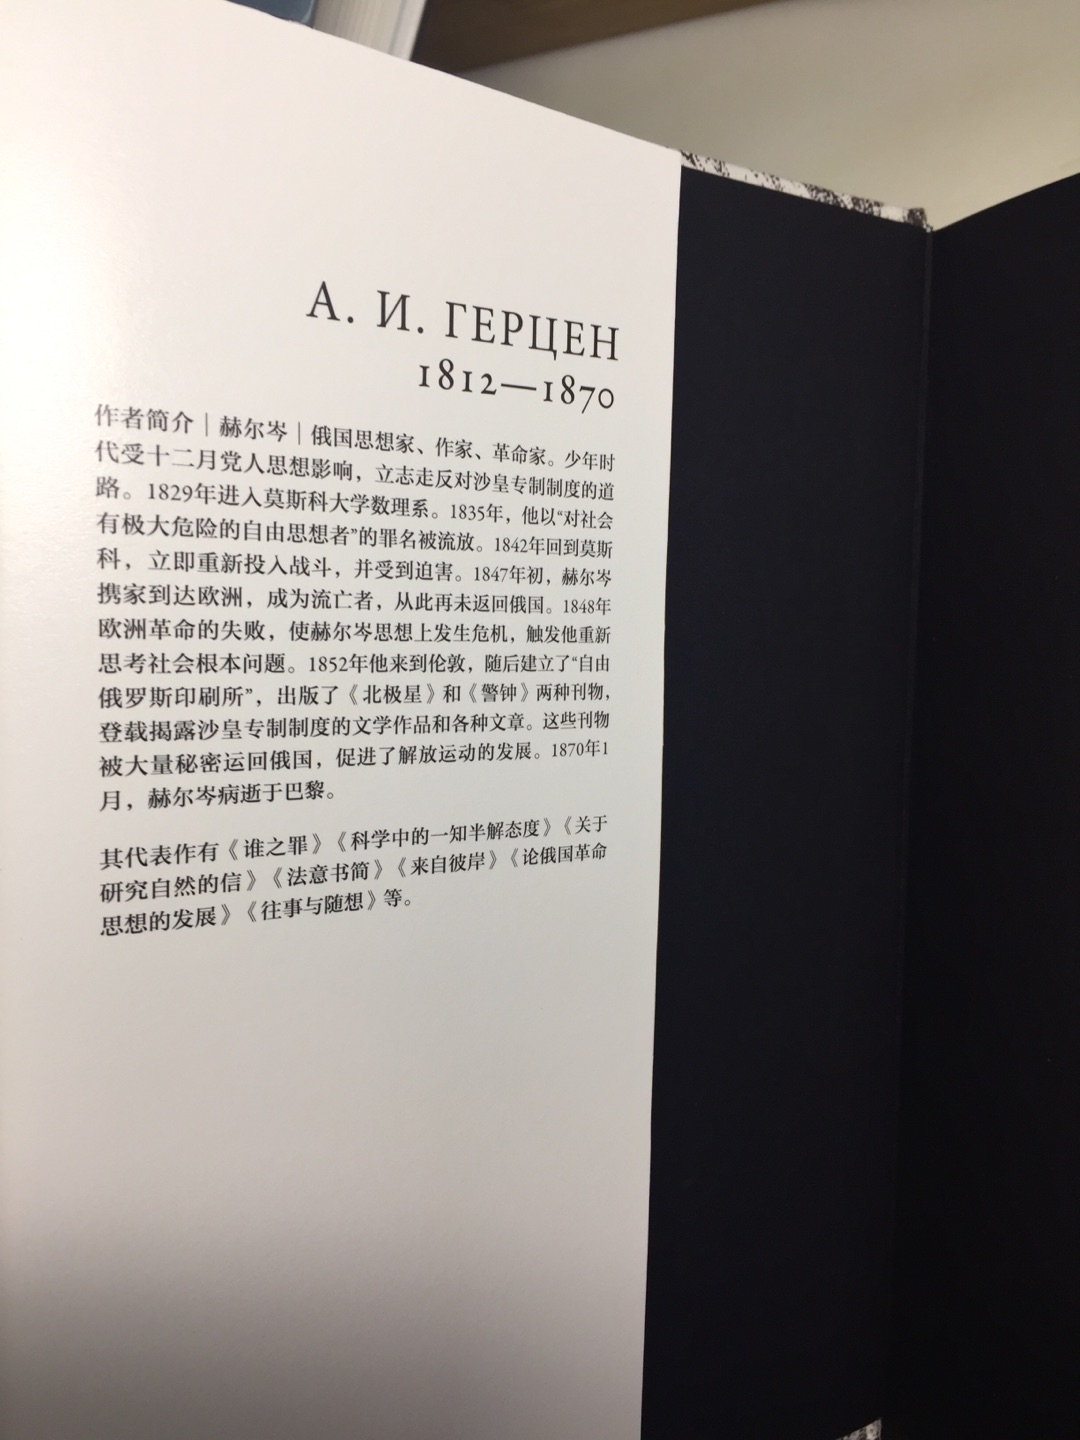 А. И. ГЕРЦЕН
1812—1870
作者简介｜赫尔岑｜俄国思想家、作家、革命家。少年时
代受十二月党人思想影响，立志走反对沙皇专制制度的道
路。1829年进入莫斯科大学数理系。1835年，他以“对社会
有极大危险的自由思想者”的罪名被流放。1842年回到莫斯
科，立即重新投入战斗，并受到迫害。1847年初，赫尔岑
携家到达欧洲，成为流亡者，从此再未返回俄国。1848年
欧洲革命的失败，使赫尔岑思想上发生危机，触发他重新
思考社会根本问题。1852年他来到伦敦，随后建立了“自由
俄罗斯印刷所”，出版了《北极星》和《警钟》两种刊物，
登载揭露沙皇专制制度的文学作品和各种文章。这些刊物
被大量秘密运回俄国，促进了解放运动的发展。1870年1
月，赫尔岑病逝于巴黎。
其代表作有《谁之罪》《科学中的一知半解态度》《关于
研究自然的信》《法意书简》《来自彼岸》《论俄国革命
思想的发展》《往事与随想》等。